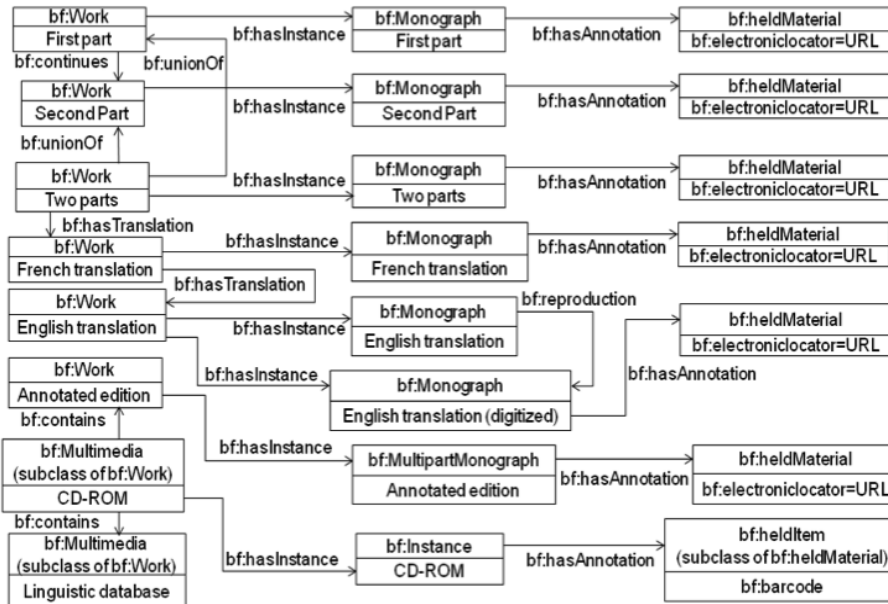 bf:Work
First part
bf:hasInstance
bf:Monograph
First part
bf:hasAnnotation
bf:heldMaterial
bf:electroniclocator=URL
bf:continues
bf:unionOf
bf:Work
Second Part
bf:hasInstance
bf:Monograph
Second Part
bf:hasAnnotation
bf:heldMaterial
bf:electroniclocator=URL
bf:unionOf
bf:Work
Two parts
bf:hasInstance
bf:Monograph
Two parts
bf:hasAnnotation
bf:heldMaterial
bf:electroniclocator=URL
bf:hasTranslation
bf:Work
French translation
bf:hasInstance
bf:Monograph
French translation
bf:hasAnnotation
bf:heldMaterial
bf:electroniclocator=URL
bf:hasTranslation
bf:Work
English translation
bf:hasInstance
bf:Monograph
English translation
bf:reproduction
bf:heldMaterial
bf:electroniclocator=URL
bf:hasInstance
bf:Monograph
English translation (digitized)
bf:hasAnnotation
bf:Work
Annotated edition
bf:contains
bf:hasInstance
bf:MultipartMonograph
Annotated edition
bf:hasAnnotation
bf:heldMaterial
bf:electroniclocator=URL
bf:Multimedia
(subclass of bf:Work)
CD-ROM
bf:contains
bf:hasInstance
bf:Instance
CD-ROM
bf:hasAnnotation
bf:heldItem
(subclass of bf:heldMaterial)
bf:barcode
bf:Multimedia
(subclass of bf:Work)
Linguistic database